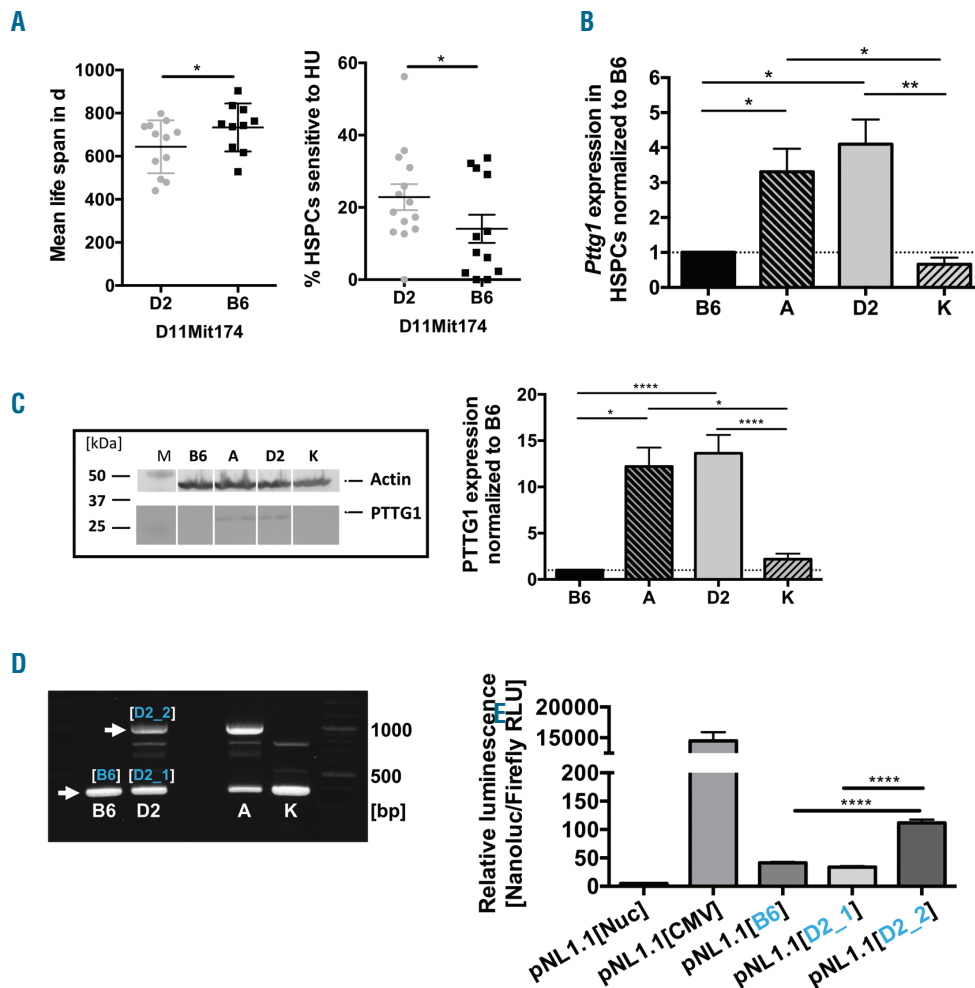 A
Mean life span in d
1000
800
600
400
200
0
*
D2
B6
D11Mit174
% HSPCs sensitive to HU
60
40
20
0
*
D2
B6
D11Mit174
B
Pttg1 expression in
HSPCs normalized to B6
6
5
4
3
2
1
0
*
*
*
**
B6
A
D2
K
C
[kDa]
M
B6
A
D2
K
50
37
25
Actin
PTTG1
PTTG1 expression
normalized to B6
20
15
10
5
0
****
*
*
****
B6
A
D2
K
D
[D2_2]
[B6]
[D2_1]
B6
D2
A
K
1000
500
[bp]
E
Relative luminescence
[Nanoluc/Firefly RLU]
20000
15000
200
150
100
50
0
****
****
pNL1.1[Nuc]
pNL1.1[CMV]
pNL1.1[B6]
pNL1.1[D2_1]
pNL1.1[D2_2]